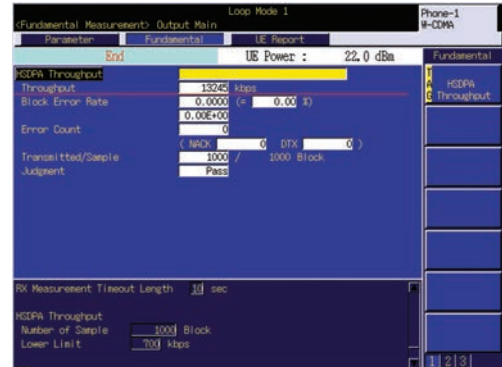 Loop Mode 1
<Fundamental Measurement> Output Main
Phone-1
W-CDMA
Parameter Fundamental UE Report
End UE Power : 22.0 dBm
Fundamental
HSDPA Throughput
Throughput 13245 kbps
Block Error Rate 0.0000 (= 0.00 %)
0.00E+00
Error Count 0
( NACK 0 DTX 0 )
Transmitted/Sample 1000 / 1000 Block
Judgment Pass
TAG
HSDPA
Throughput
RX Measurement Timeout Length 10 sec
HSDPA Throughput
Number of Sample 1000 Block
Lower Limit 700 kbps
1 2 3